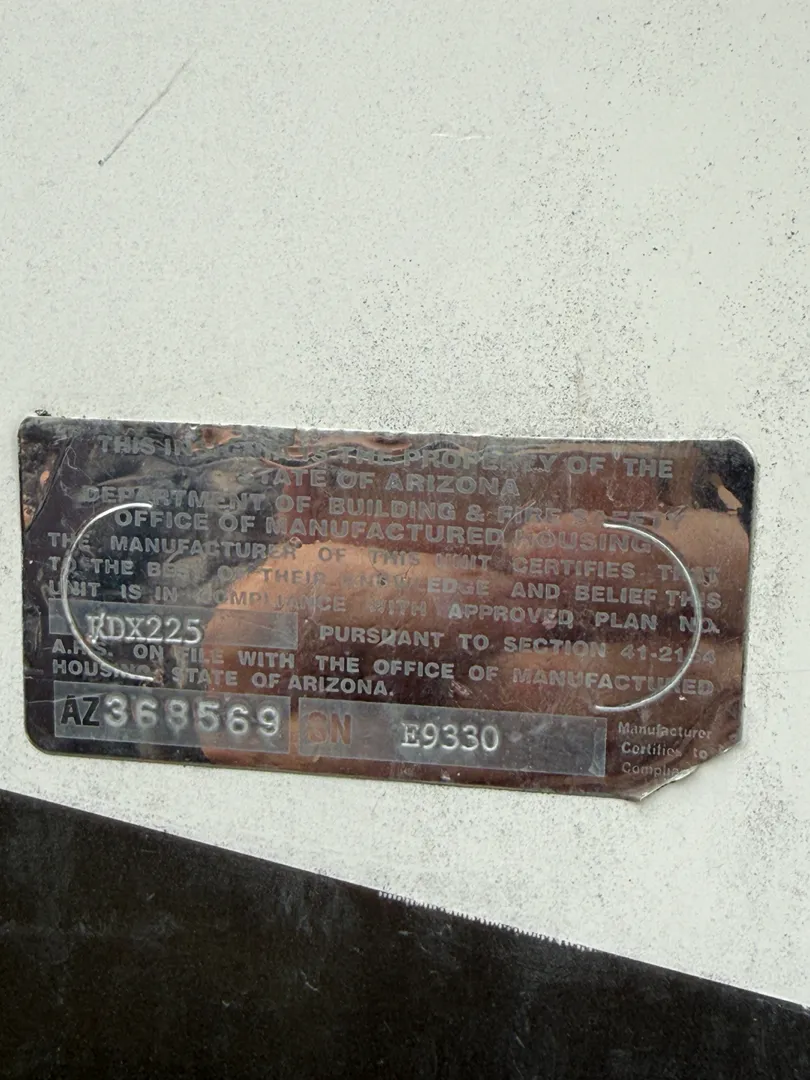 THIS IN IS THE PROPERTY OF THE
STATE OF ARIZONA
DEPARTMENT OF BUILDING & FIRE SAFETY
OFFICE OF MANUFACTURED HOUSING
THE MANUFACTURER OF THIS UNIT CERTIFIES THAT
TO THE BEST OF THEIR KNOWLEDGE AND BELIEF THIS
UNIT IS IN COMPLIANCE WITH APPROVED PLAN NO.
KDX225 PURSUANT TO SECTION
A.R.S. ON FILE WITH THE OFFICE OF MANUFACTURED
HOUSING STATE OF ARIZONA.
AZ368569 SN E9330
Manufacturer
Certifies to